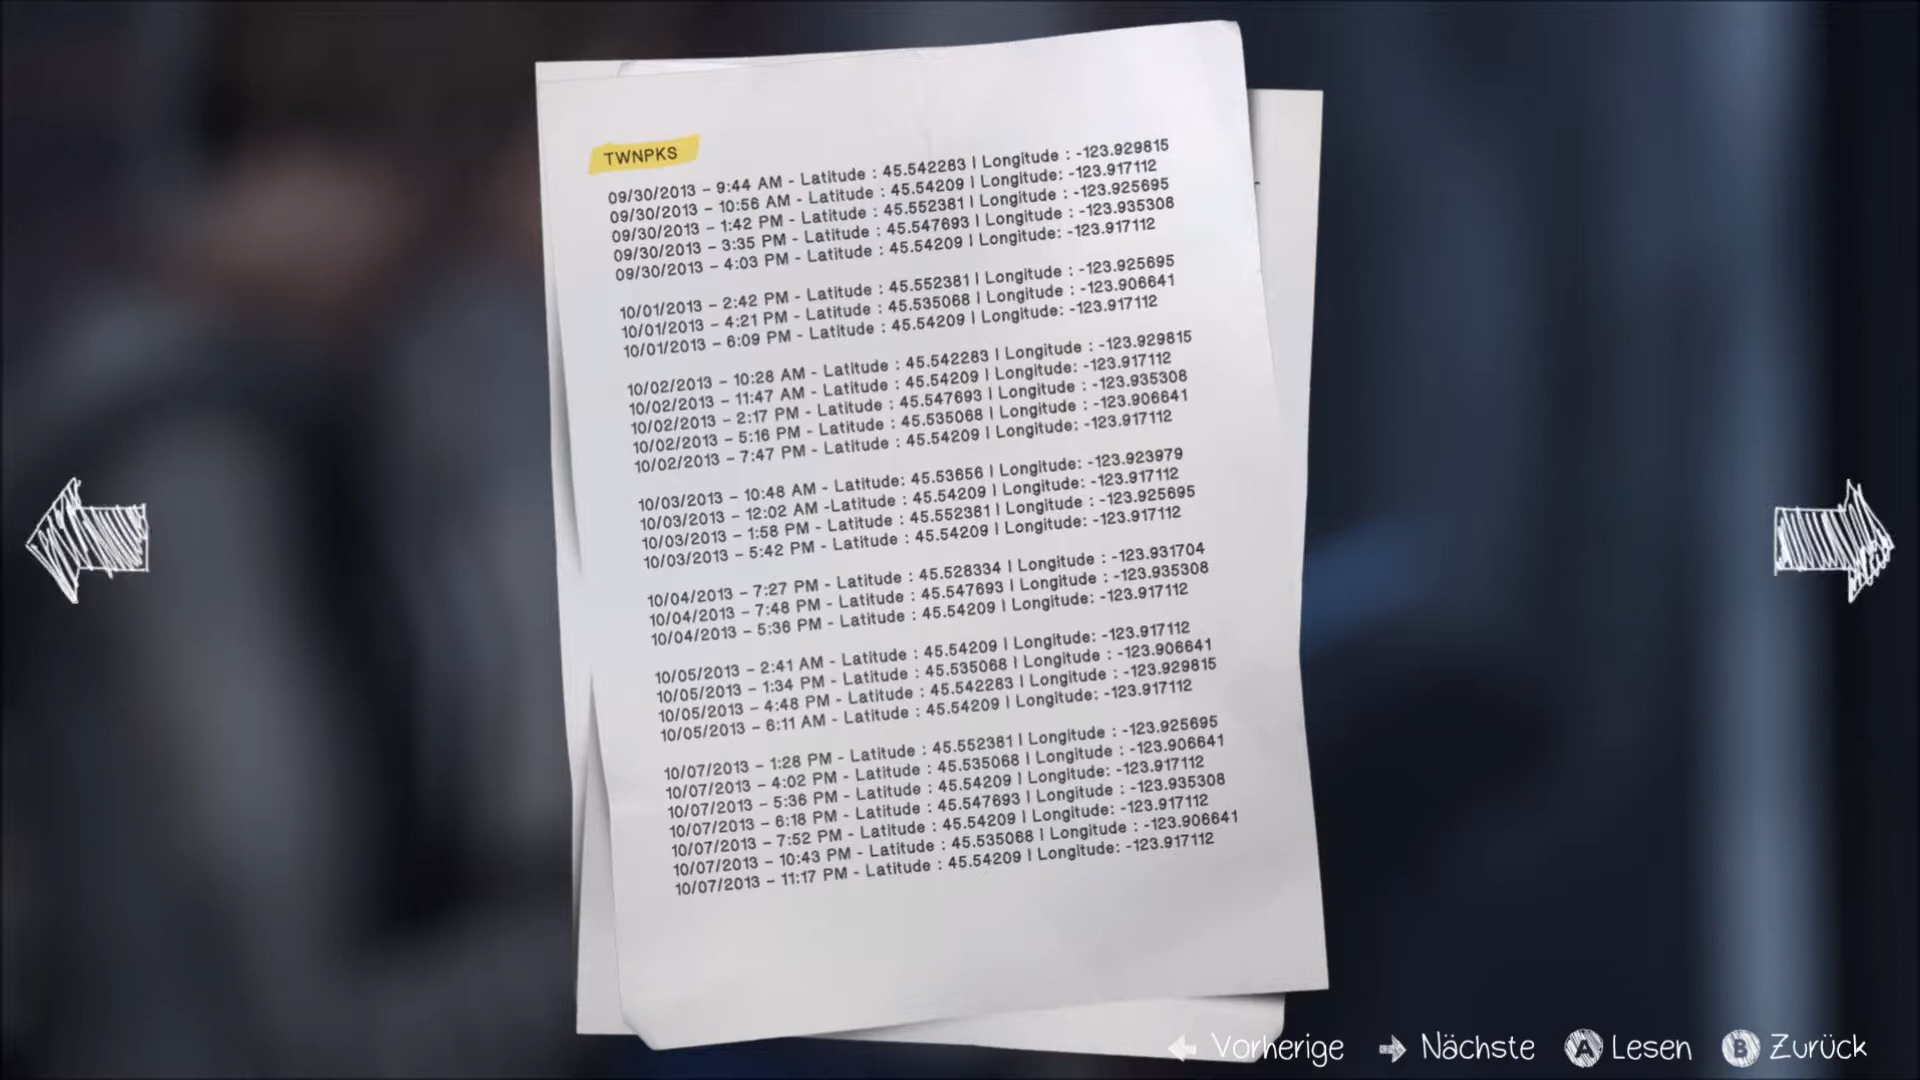 TWNPKS
09/30/2013 – 9:44 AM - Latitude : 45.542283 | Longitude : -123.929815
09/30/2013 – 10:56 AM - Latitude : 45.54209 | Longitude: -123.917112
09/30/2013 – 1:42 PM - Latitude : 45.552381 | Longitude : -123.925695
09/30/2013 – 3:35 PM - Latitude : 45.547693 | Longitude : -123.935308
09/30/2013 – 4:03 PM - Latitude : 45.54209 | Longitude: -123.917112
10/01/2013 – 2:42 PM - Latitude : 45.552381 | Longitude : -123.925695
10/01/2013 – 4:21 PM - Latitude : 45.535068 | Longitude : -123.906641
10/01/2013 – 6:09 PM - Latitude : 45.54209 | Longitude: -123.917112
10/02/2013 – 10:28 AM - Latitude : 45.542283 | Longitude : -123.929815
10/02/2013 – 11:47 AM - Latitude : 45.54209 | Longitude: -123.917112
10/02/2013 – 2:17 PM - Latitude : 45.547693 | Longitude : -123.935308
10/02/2013 – 5:16 PM - Latitude : 45.535068 | Longitude : -123.906641
10/02/2013 – 7:47 PM - Latitude : 45.54209 | Longitude: -123.917112
10/03/2013 – 10:48 AM - Latitude: 45.53656 | Longitude: -123.923979
10/03/2013 – 12:02 AM -Latitude : 45.54209 | Longitude: -123.917112
10/03/2013 – 1:58 PM - Latitude : 45.552381 | Longitude : -123.925695
10/03/2013 – 5:42 PM - Latitude : 45.54209 | Longitude: -123.917112
10/04/2013 – 7:27 PM - Latitude : 45.528334 | Longitude : -123.931704
10/04/2013 – 7:48 PM - Latitude : 45.547693 | Longitude : -123.935308
10/04/2013 – 5:36 PM - Latitude : 45.54209 | Longitude: -123.917112
10/05/2013 – 2:41 AM - Latitude : 45.54209 | Longitude: -123.917112
10/05/2013 – 1:34 PM - Latitude : 45.535068 | Longitude : -123.906641
10/05/2013 – 4:48 PM - Latitude : 45.542283 | Longitude : -123.929815
10/05/2013 – 6:11 AM - Latitude : 45.54209 | Longitude: -123.917112
10/07/2013 – 1:28 PM - Latitude : 45.552381 | Longitude : -123.925695
10/07/2013 – 4:02 PM - Latitude : 45.535068 | Longitude : -123.906641
10/07/2013 – 5:36 PM - Latitude : 45.54209 | Longitude: -123.917112
10/07/2013 – 6:18 PM - Latitude : 45.547693 | Longitude : -123.935308
10/07/2013 – 7:52 PM - Latitude : 45.54209 | Longitude: -123.917112
10/07/2013 – 10:43 PM - Latitude : 45.535068 | Longitude : -123.906641
10/07/2013 – 11:17 PM - Latitude : 45.54209 | Longitude: -123.917112
Vorherige Nächste A Lesen B Zurück